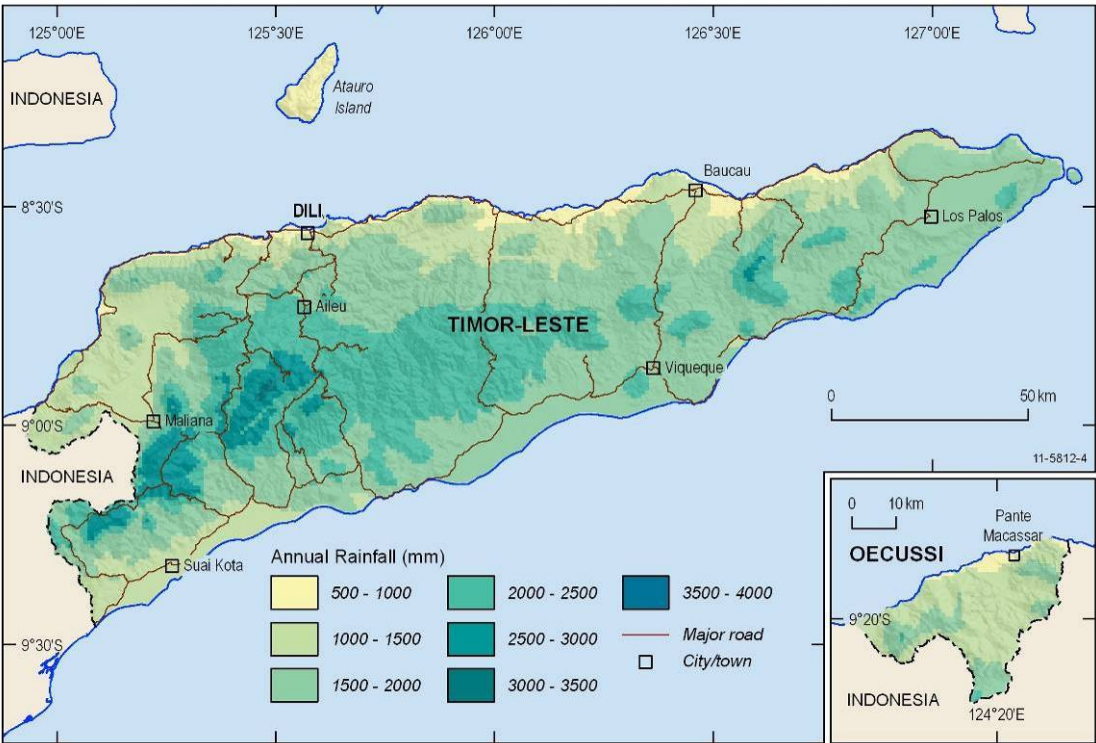 125°00'E 125°30'E 126°00'E 126°30'E 127°00'E
INDONESIA
Atauro
Island
Baucau
8°30'S
DILI
Los Palos
Aileu
TIMOR-LESTE
Viqueque
0 50 km
9°00'S
Maliana
11-5812-4
INDONESIA
Suai Kota
Annual Rainfall (mm)
500 - 1000
1000 - 1500
1500 - 2000
2000 - 2500
2500 - 3000
3000 - 3500
3500 - 4000
Major road
City/town
9°30'S
0 10 km
Pante
Macassar
OECUSSI
9°20'S
INDONESIA
124°20'E